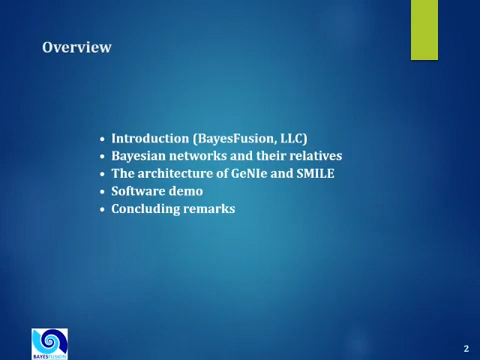 Overview
• Introduction (BayesFusion, LLC)
• Bayesian networks and their relatives
• The architecture of GeNIe and SMILE
• Software demo
• Concluding remarks
BAYESFUSION
2